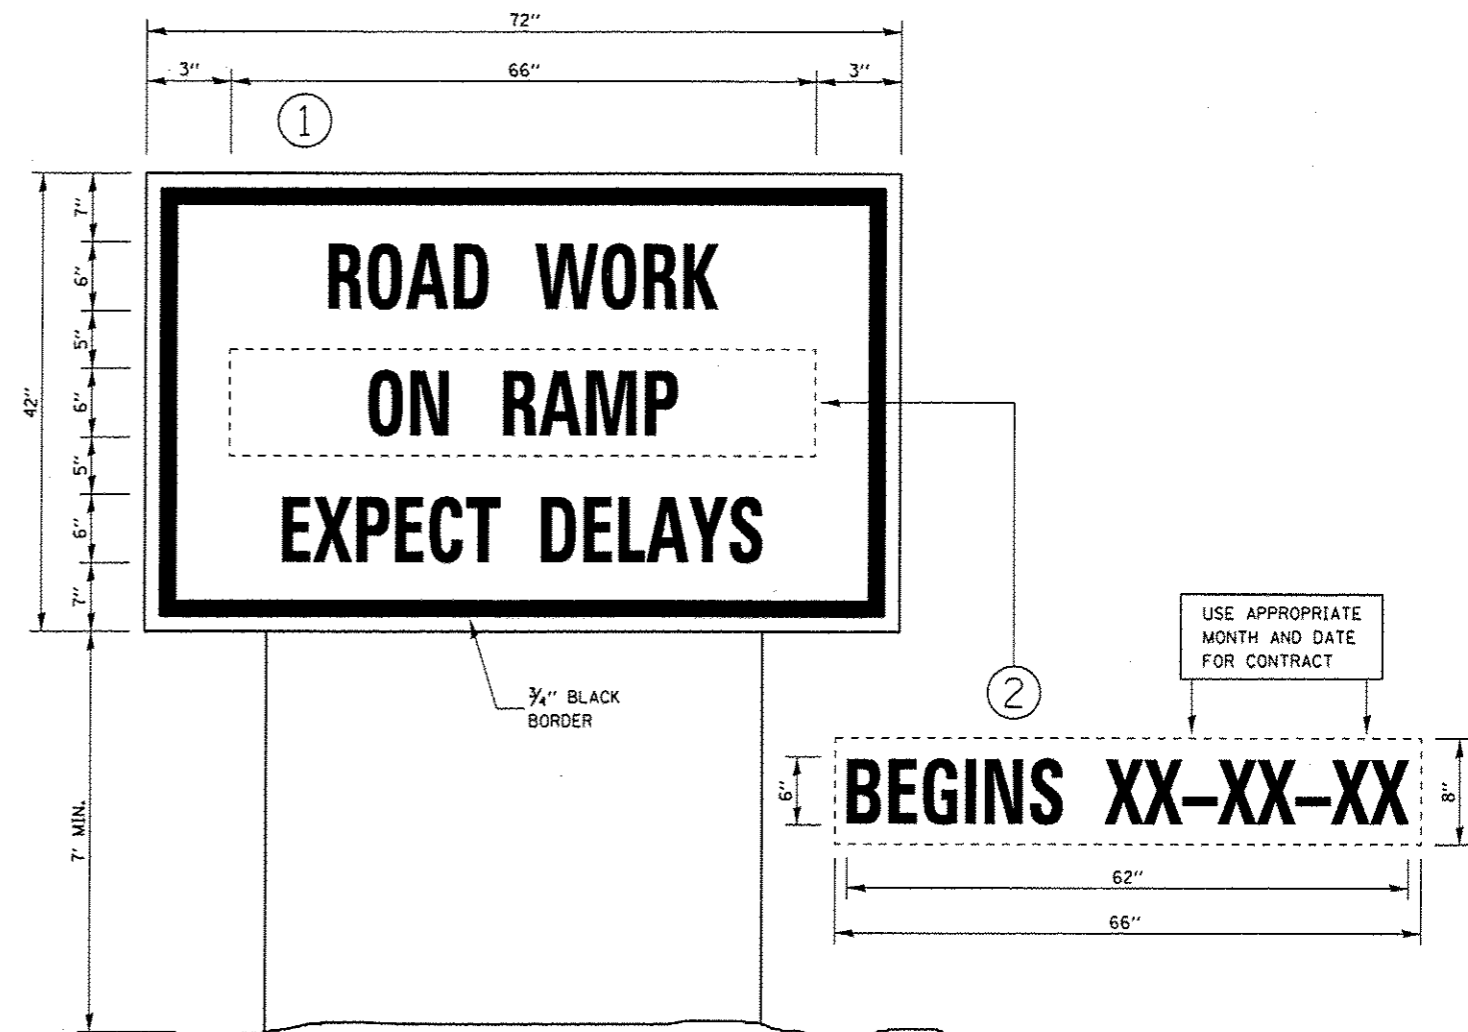 72"
3" 66" 3"
1
7"
6"
5"
6"
5"
6"
7"
42"
ROAD WORK
ON RAMP
EXPECT DELAYS
3/4" BLACK
BORDER
7' MIN.
2
USE APPROPRIATE
MONTH AND DATE
FOR CONTRACT
6"
BEGINS XX-XX-XX
8"
62"
66"